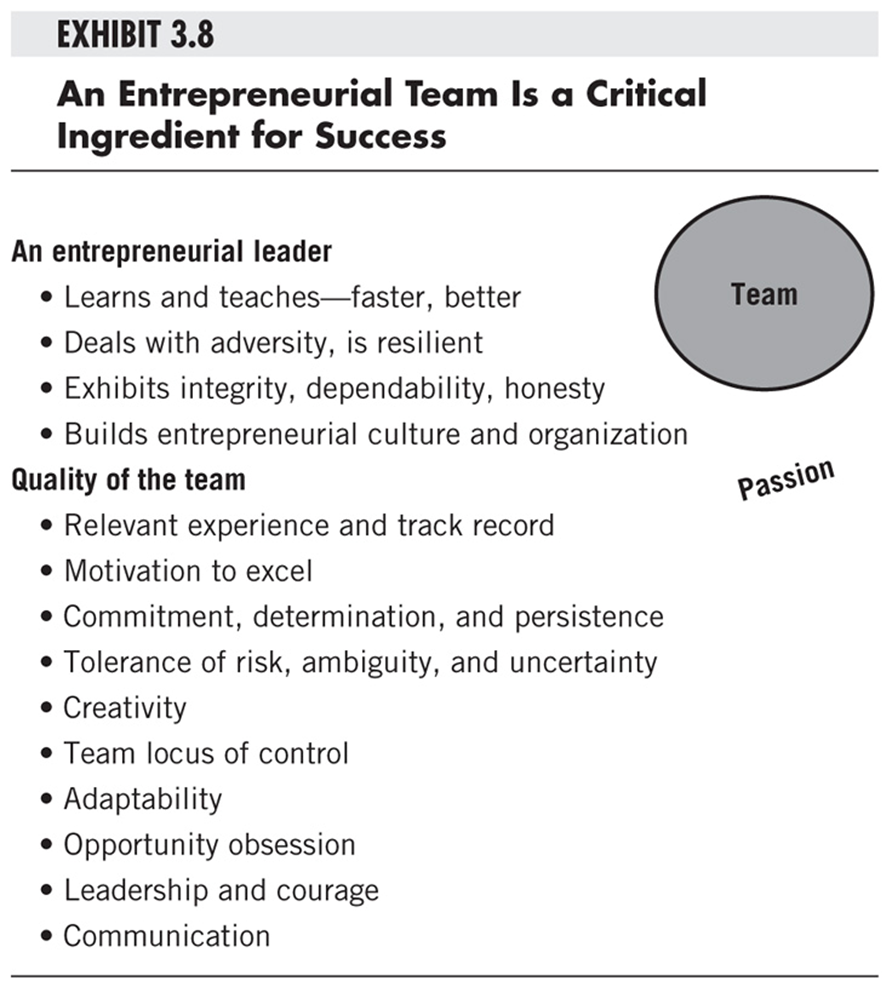 EXHIBIT 3.8
An Entrepreneurial Team Is a Critical
Ingredient for Success
An entrepreneurial leader
• Learns and teaches—faster, better
• Deals with adversity, is resilient
• Exhibits integrity, dependability, honesty
• Builds entrepreneurial culture and organization
Team
Quality of the team
Passion
• Relevant experience and track record
• Motivation to excel
• Commitment, determination, and persistence
• Tolerance of risk, ambiguity, and uncertainty
• Creativity
• Team locus of control
• Adaptability
• Opportunity obsession
• Leadership and courage
• Communication